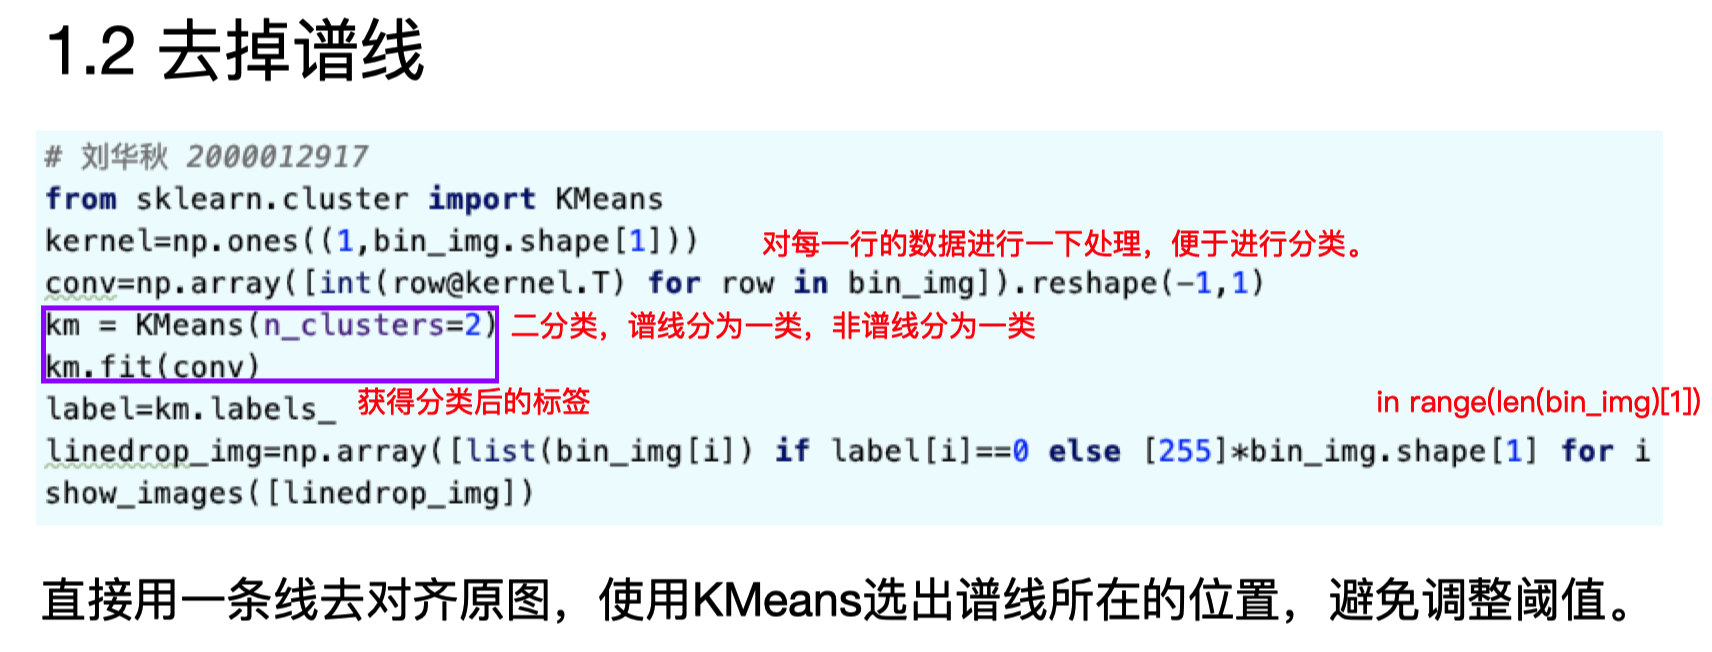 1.2 去掉谱线
# 刘华秋 2000012917
from sklearn.cluster import KMeans
kernel=np.ones((1,bin_img.shape[1]))
对每一行的数据进行一下处理，便于进行分类。
conv=np.array([int(row@kernel.T) for row in bin_img]).reshape(-1,1)
km = KMeans(n_clusters=2)
二分类，谱线分为一类，非谱线分为一类
km.fit(conv)
label=km.labels_
获得分类后的标签
in range(len(bin_img)[1])
linedrop_img=np.array([list(bin_img[i]) if label[i]==0 else [255]*bin_img.shape[1] for i
show_images([linedrop_img])
直接用一条线去对齐原图，使用KMeans选出谱线所在的位置，避免调整阈值。